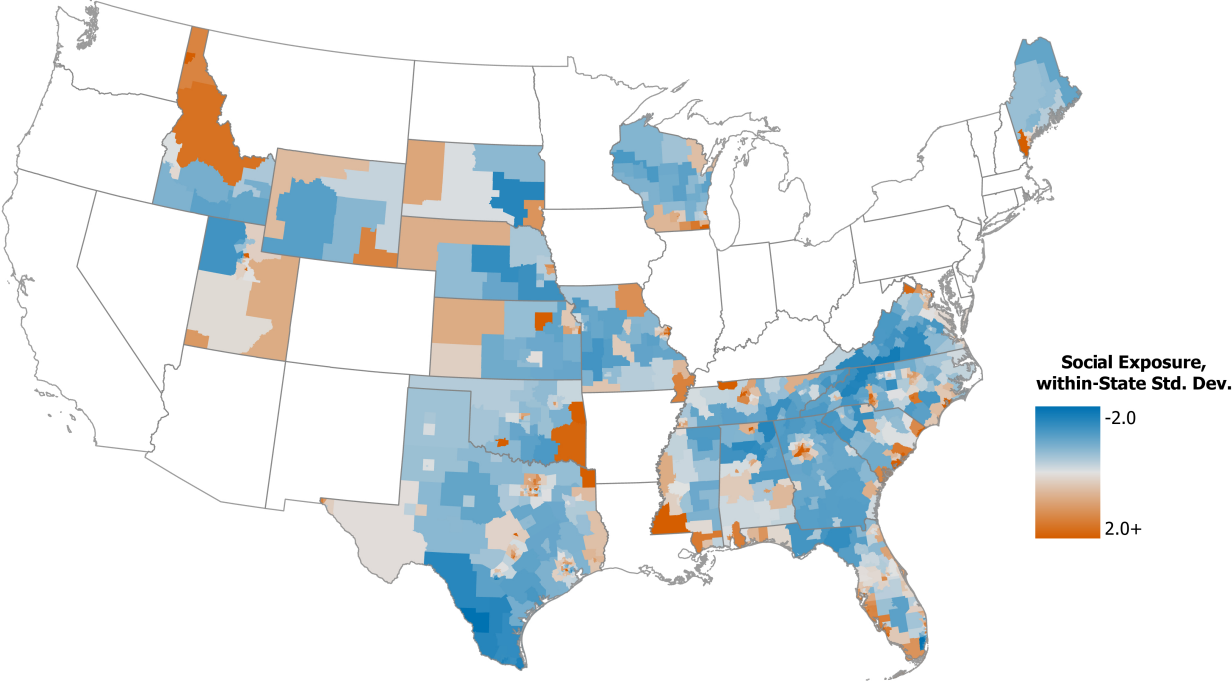 Social Exposure,
within-State Std. Dev.
-2.0
2.0+